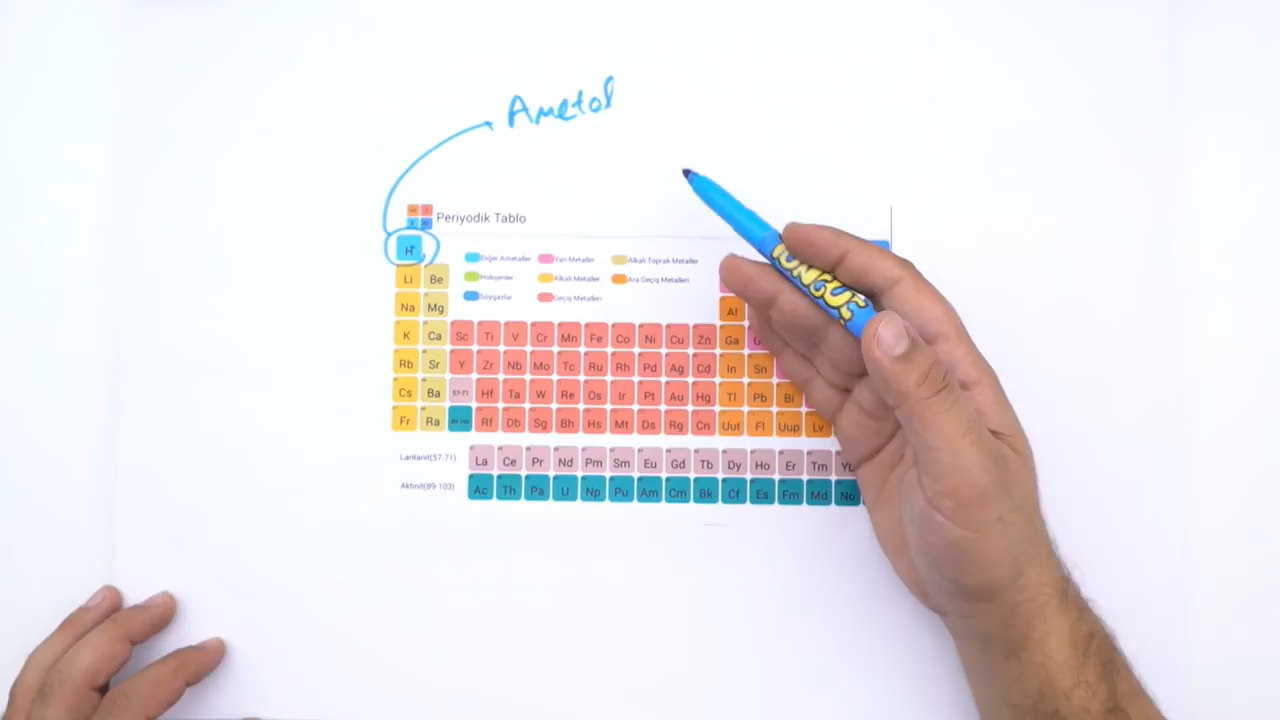 Ametal
Periyodik Tablo
H
Diğer Ametaller Yarı Metaller Alkali Toprak Metaller
Li Be
Halojenler Alkali Metaller Ara Geçiş Metalleri
Soygazlar Geçiş Metalleri
Na Mg Al
K Ca Sc Ti V Cr Mn Fe Co Ni Cu Zn Ga
Rb Sr Y Zr Nb Mo Tc Ru Rh Pd Ag Cd In Sn
Cs Ba 57-71 Hf Ta W Re Os Ir Pt Au Hg Tl Pb Bi
Fr Ra 89-103 Rf Db Sg Bh Hs Mt Ds Rg Cn Uut Fl Uup Lv
Lantanit(57-71) La Ce Pr Nd Pm Sm Eu Gd Tb Dy Ho Er Tm Yb
Aktinit(89-103) Ac Th Pa U Np Pu Am Cm Bk Cf Es Fm Md No